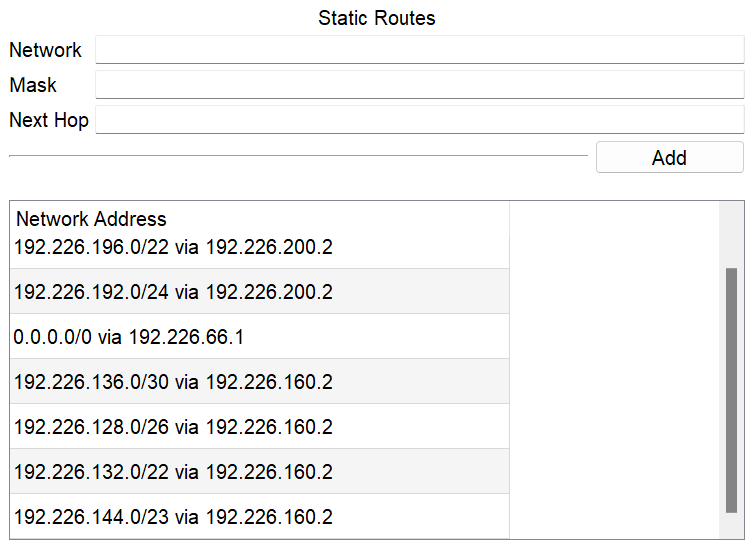 Static Routes
Network
Mask
Next Hop
Add
Network Address
192.226.196.0/22 via 192.226.200.2
192.226.192.0/24 via 192.226.200.2
0.0.0.0/0 via 192.226.66.1
192.226.136.0/30 via 192.226.160.2
192.226.128.0/26 via 192.226.160.2
192.226.132.0/22 via 192.226.160.2
192.226.144.0/23 via 192.226.160.2